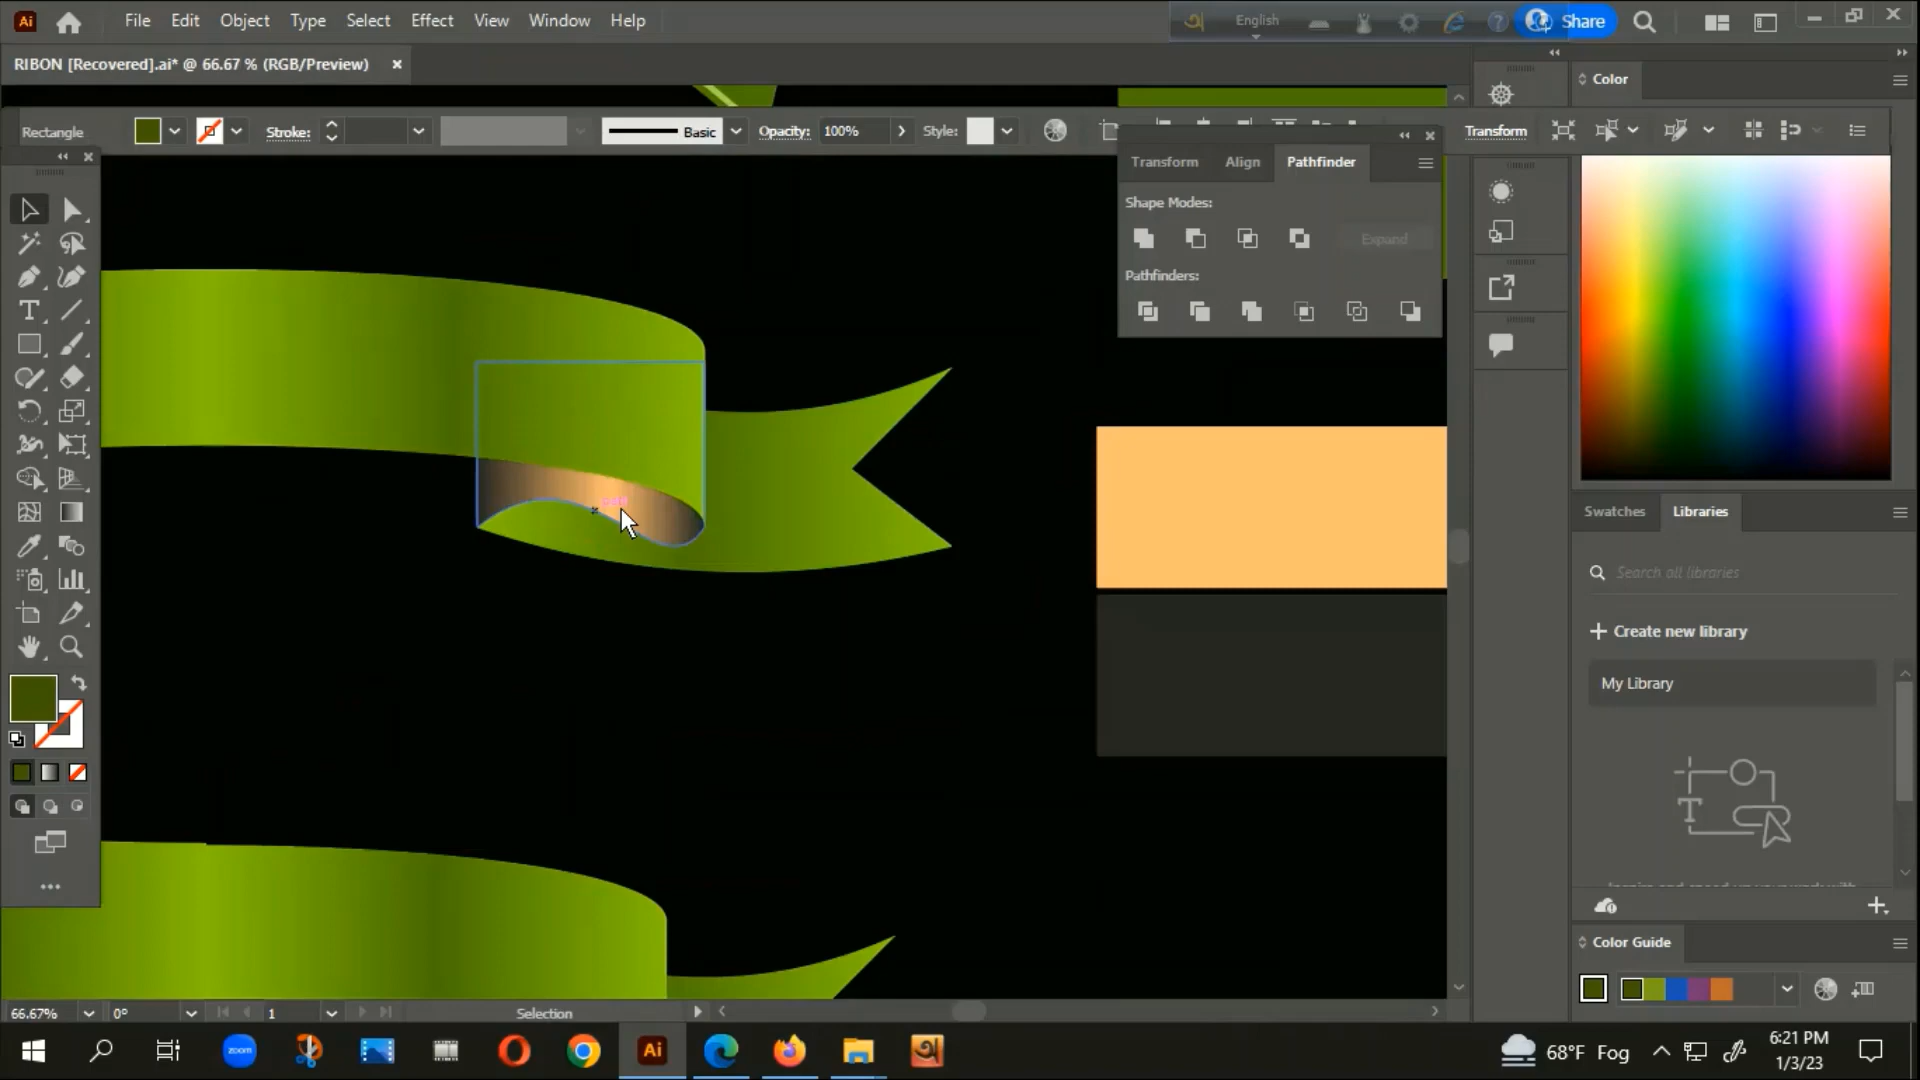 Ai File Edit Object Type Select Effect View Window Help English Share
RIBON [Recovered].ai* @ 66.67 % (RGB/Preview)
Color
Rectangle Stroke: Basic Opacity: 100% Style: Transform
Transform Align Pathfinder
Shape Modes:
Expand
Pathfinders:
Swatches Libraries
Search all libraries
Create new library
My Library
Color Guide
66.67% 0° 1 Selection
zoom Ai 68°F Fog 6:21 PM
1/3/23